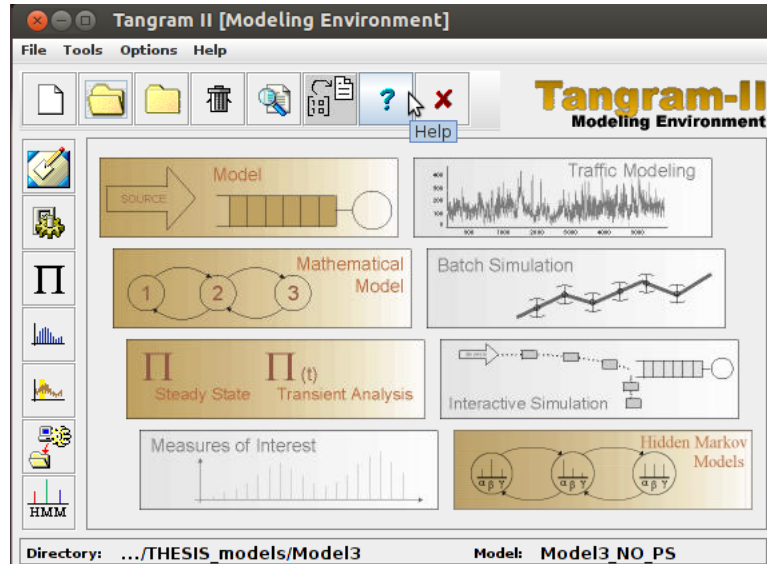 Tangram II [Modeling Environment]
File Tools Options Help
?
Tangram-II
Modeling Environment
Help
Model
SOURCE
Traffic Modeling
Mathematical
Model
1 2 3
Batch Simulation
Π
Π Π(t)
Steady State Transient Analysis
Interactive Simulation
Measures of Interest
Hidden Markov
Models
α β γ α β γ α β γ
HMM
Directory: .../THESIS_models/Model3 Model: Model3_NO_PS